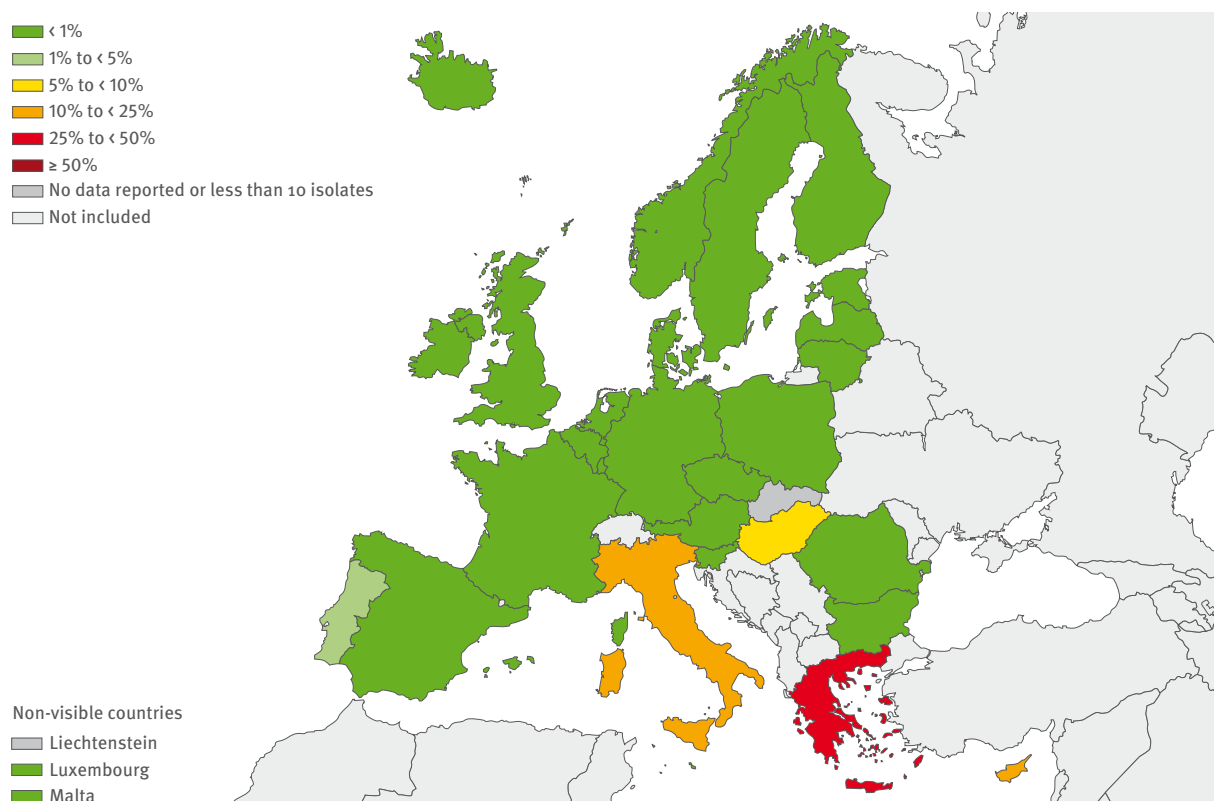 < 1%
1% to < 5%
5% to < 10%
10% to < 25%
25% to < 50%
≥ 50%
No data reported or less than 10 isolates
Not included
Non-visible countries
Liechtenstein
Luxembourg
Malta